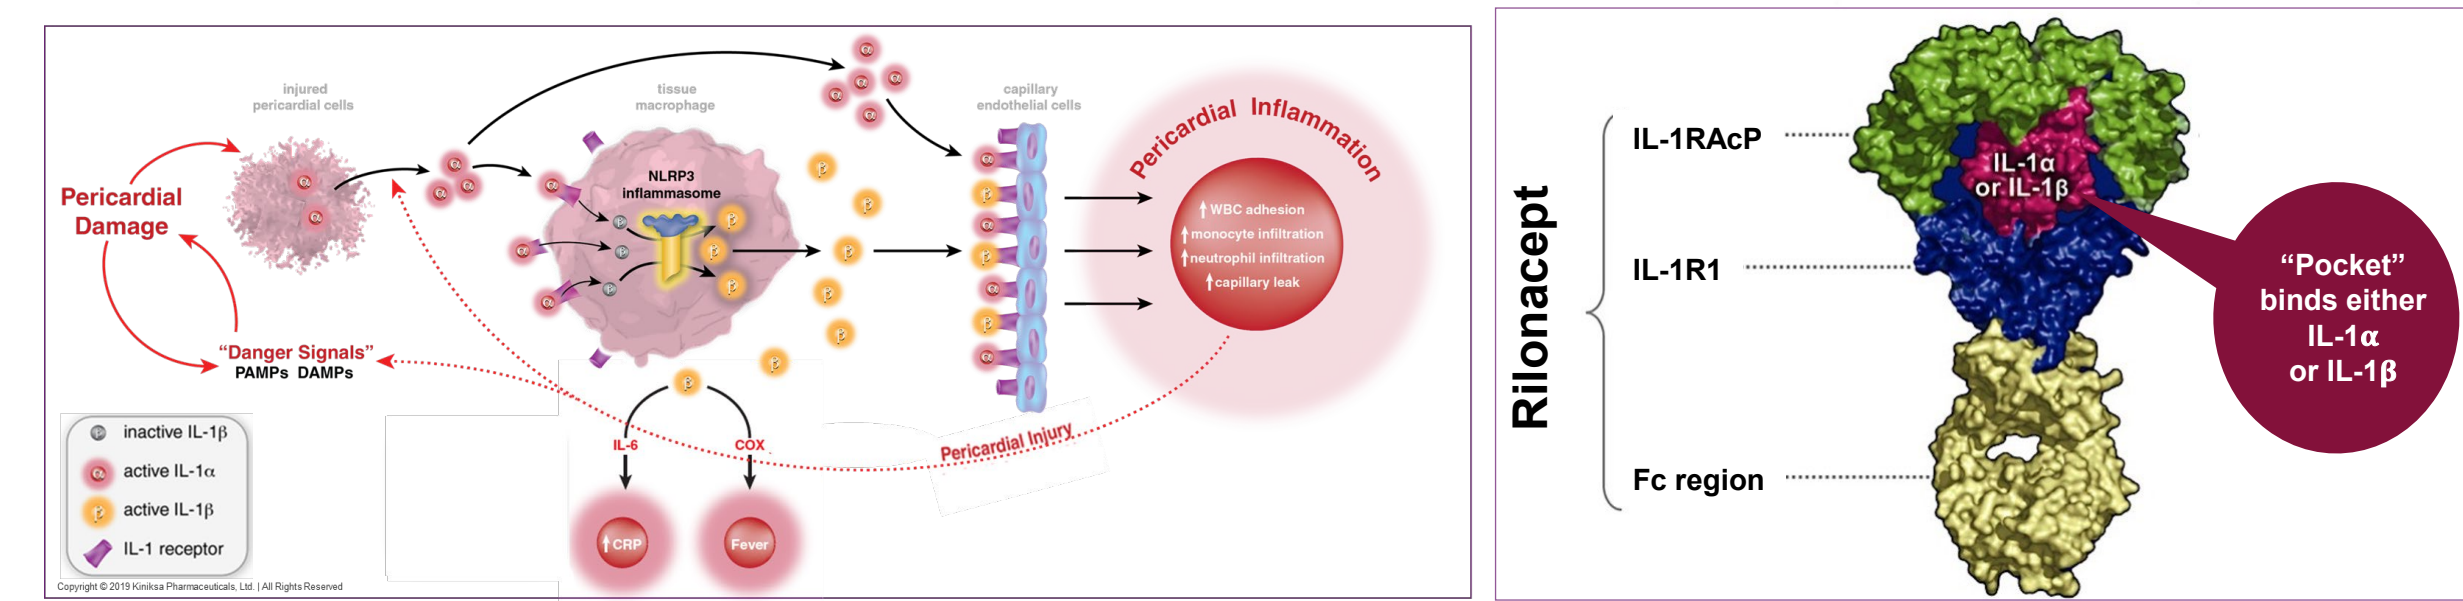 injured
pericardial cells
tissue
macrophage
capillary
endothelial cells
Pericardial Inflammation
Pericardial
Damage
α
α
α
α
α
α
α
α
α
α
α
α
α
α
NLRP3
inflammasome
β
β
β
β
β
β
β
β
β
β
β
β
β
β
α
β
α
β
α
β
α
↑WBC adhesion
↑monocyte infiltration
↑neutrophil infiltration
↑capillary leak
"Danger Signals"
PAMPs DAMPs
IL-6
COX
Pericardial Injury
↑CRP
Fever
β inactive IL-1β
α active IL-1α
β active IL-1β
IL-1 receptor
Copyright © 2019 Kiniksa Pharmaceuticals, Ltd. | All Rights Reserved
Rilonacept
IL-1RAcP
IL-1R1
Fc region
IL-1α
or IL-1β
“Pocket”
binds either
IL-1α
or IL-1β